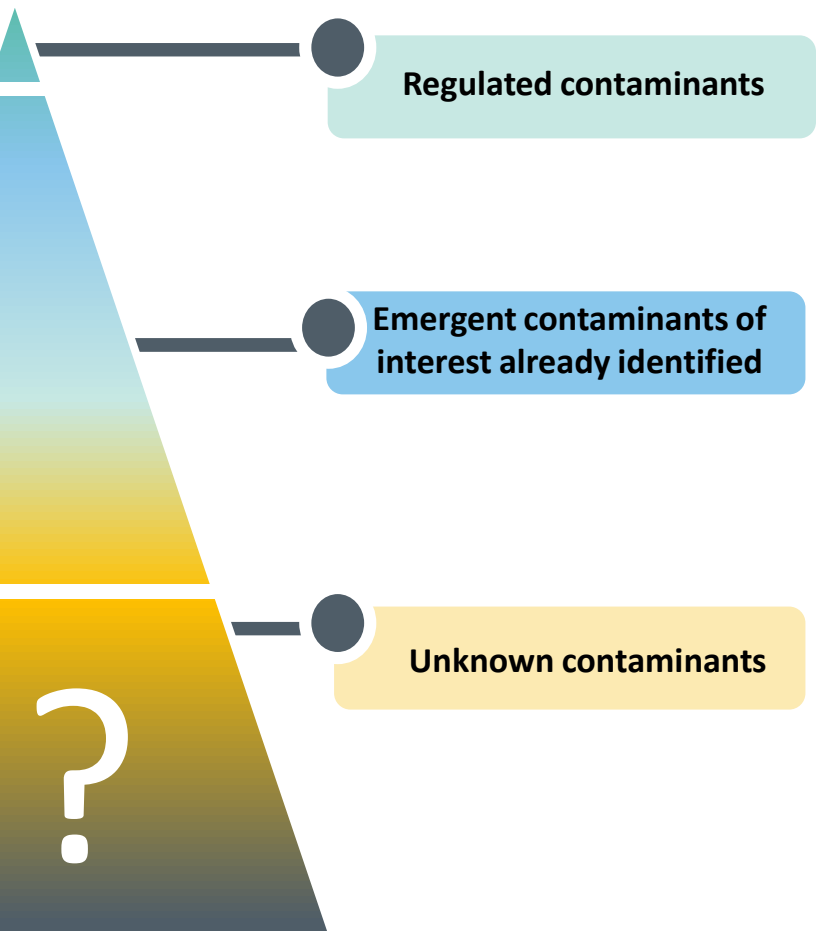 Regulated contaminants
Emergent contaminants of
interest already identified
Unknown contaminants
?